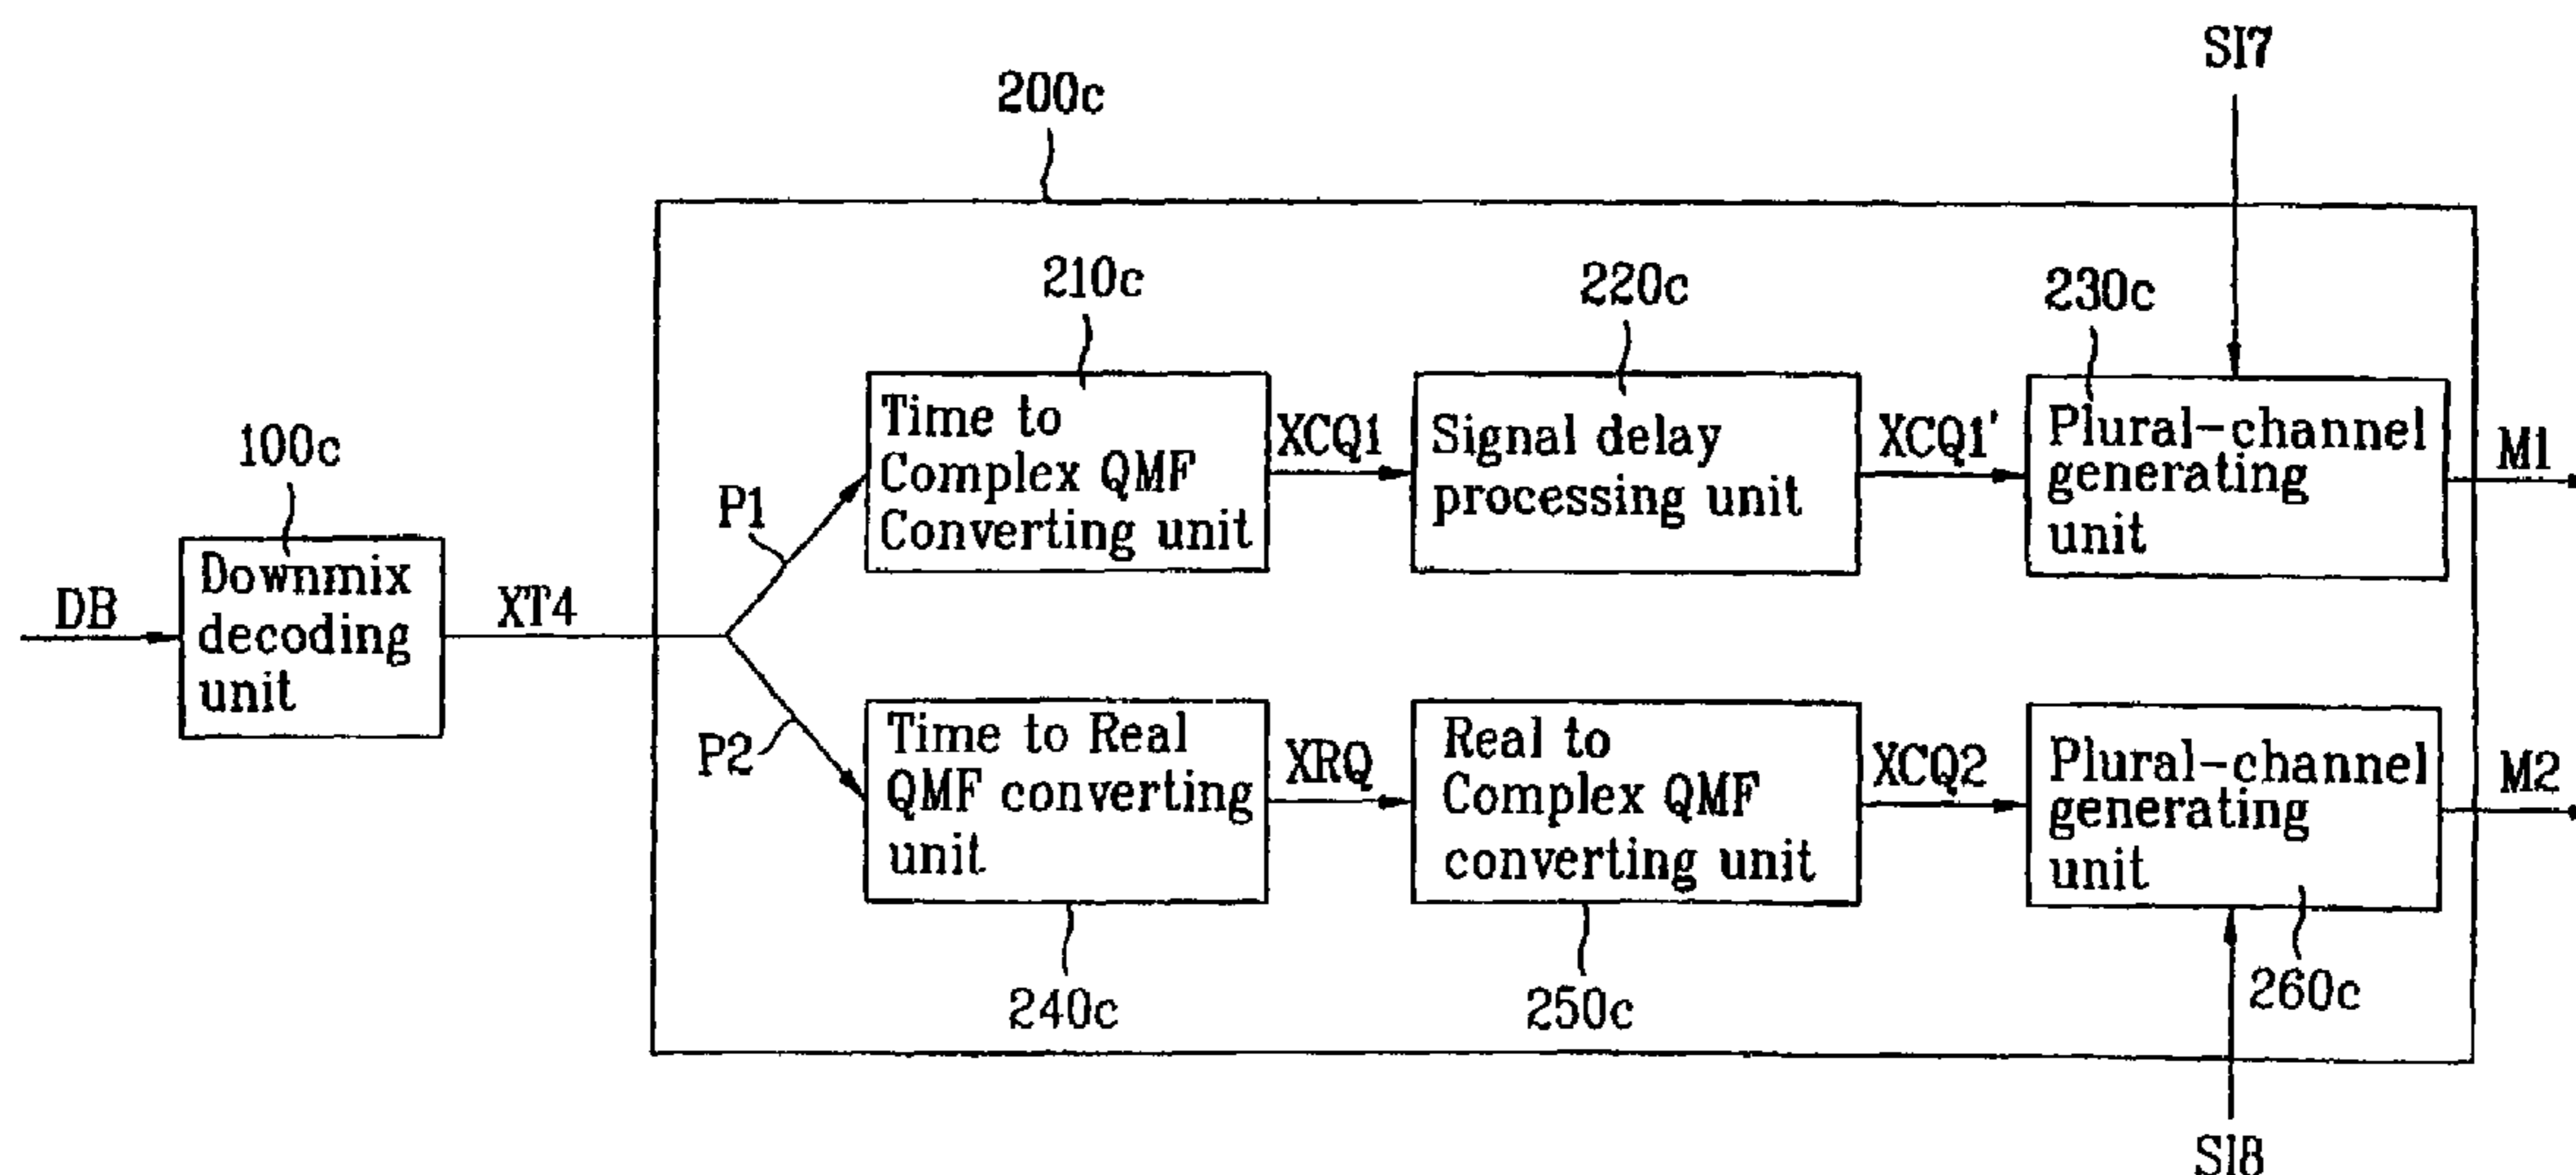 SI7
200c
210c
220c
230c
Time to
Complex QMF
Converting unit
XCQ1
Signal delay
processing unit
XCQ1'
Plural-channel
generating
unit
M1
100c
P1
DB
Downmix
decoding
unit
XT4
P2
Time to Real
QMF converting
unit
XRQ
Real to
Complex QMF
converting unit
XCQ2
Plural-channel
generating
unit
M2
240c
250c
260c
SI8